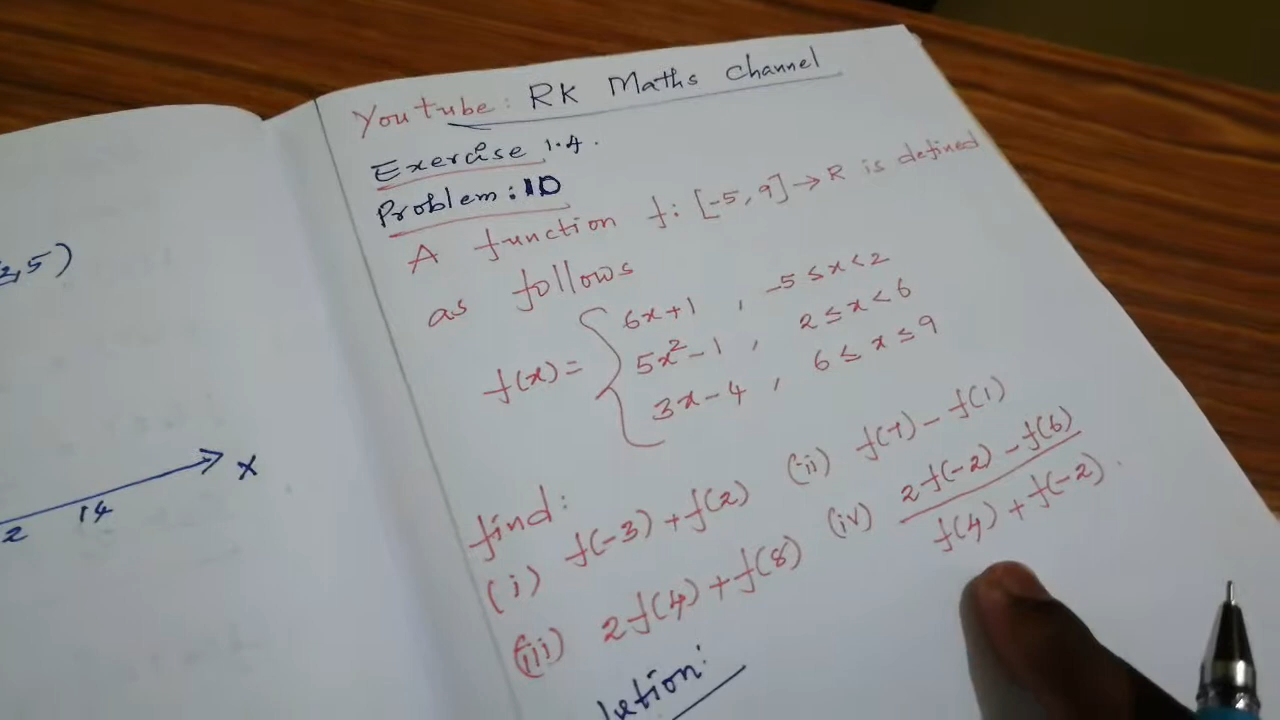 Youtube: RK Maths Channel
Exercise 1.4.
Problem: 10
A function f: [-5, 9] → R is defined
as follows
f(x) = { 6x+1 , -5 ≤ x < 2
5x²-1 , 2 ≤ x < 6
3x-4 , 6 ≤ x ≤ 9
find:
(i) f(-3) + f(2) (ii) f(7) - f(1)
(iii) 2f(4) + f(8) (iv) 2f(-2) - f(6)
f(4) + f(-2)
,5)
2 14 x